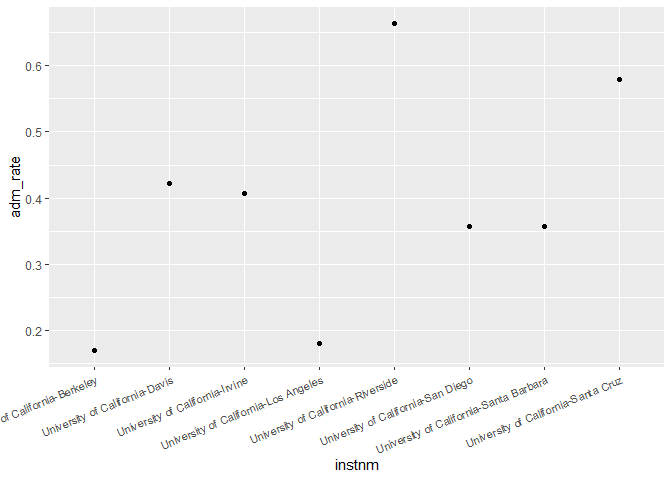 0.6
0.5
0.4
0.3
0.2
adm_rate
of California-Berkeley
University of California-Davis
University of California-Irvine
University of California-Los Angeles
University of California-Riverside
University of California-San Diego
University of California-Santa Barbara
University of California-Santa Cruz
instnm